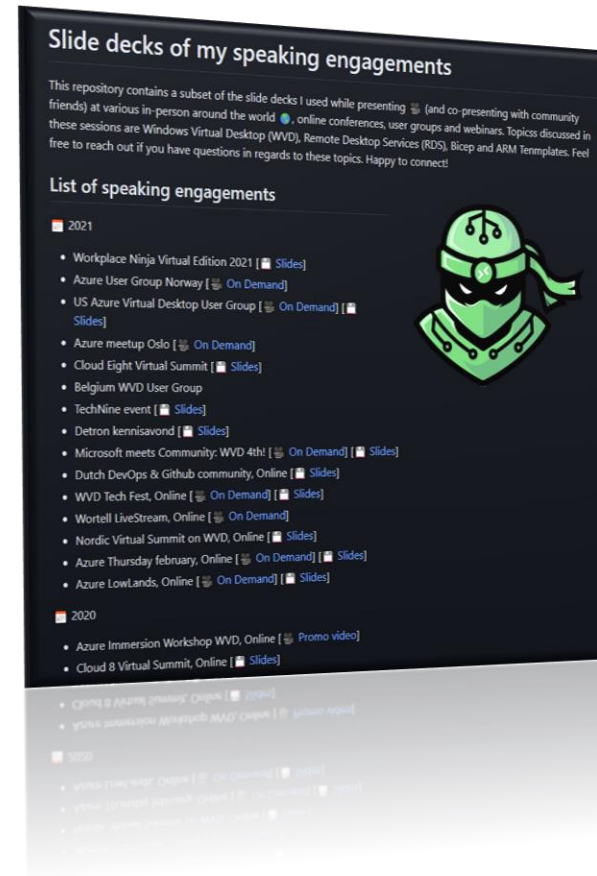 Slide decks of my speaking engagements
This repository contains a subset of the slide decks I used while presenting 🎥 (and co-presenting with community
friends) at various in-person around the world 🌍, online conferences, user groups and webinars. Topicss discussed in
these sessions are Windows Virtual Desktop (WVD), Remote Desktop Services (RDS), Bicep and ARM Tenmplates. Feel
free to reach out if you have questions in regards to these topics. Happy to connect!
List of speaking engagements
📅 2021
• Workplace Ninja Virtual Edition 2021 [💾 Slides]
• Azure User Group Norway [🎥 On Demand]
• US Azure Virtual Desktop User Group [🎥 On Demand] [💾
Slides]
• Azure meetup Oslo [🎥 On Demand]
• Cloud Eight Virtual Summit [💾 Slides]
• Belgium WVD User Group
• TechNine event [💾 Slides]
• Detron kennisavond [💾 Slides]
• Microsoft meets Community: WVD 4th! [🎥 On Demand] [💾 Slides]
• Dutch DevOps & Github community, Online [💾 Slides]
• WVD Tech Fest, Online [🎥 On Demand] [💾 Slides]
• Wortell LiveStream, Online [🎥 On Demand]
• Nordic Virtual Summit on WVD, Online [💾 Slides]
• Azure Thursday february, Online [🎥 On Demand] [💾 Slides]
• Azure LowLands, Online [🎥 On Demand] [💾 Slides]
📅 2020
• Azure Immersion Workshop WVD, Online [🎥 Promo video]
• Cloud 8 Virtual Summit, Online [💾 Slides]